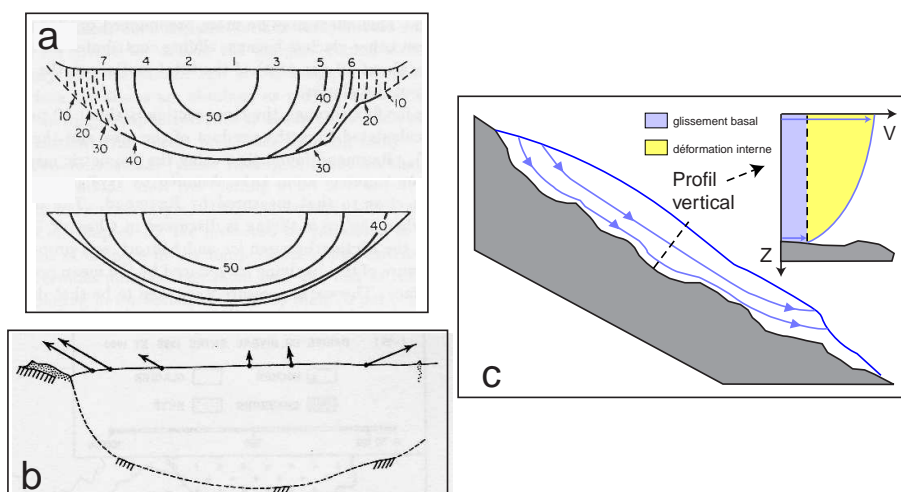 a
7 4 2 1 3 5 6
40
10
10
50
20
20
30
40
30
40
50
b
glissement basal
déformation interne
V
Profil
vertical
Z
c